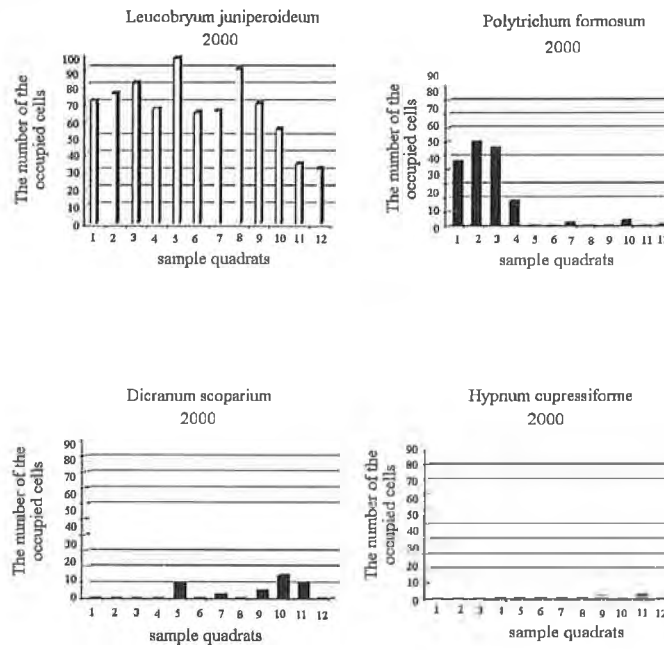 Leucobryum juniperoideum
2000
The number of the
occupied cells
100
90
80
70
60
50
40
30
20
10
0
1 2 3 4 5 6 7 8 9 10 11 12
sample quadrats
Polytrichum formosum
2000
The number of the
occupied cells
90
80
70
60
50
40
30
20
10
0
1 2 3 4 5 6 7 8 9 10 11 12
sample quadrats
Dicranum scoparium
2000
The number of the
occupied cells
90
80
70
60
50
40
30
20
10
0
1 2 3 4 5 6 7 8 9 10 11 12
sample quadrats
Hypnum cupressiforme
2000
The number of the
occupied cells
90
80
70
60
50
40
30
20
10
0
1 2 3 4 5 6 7 8 9 10 11 12
sample quadrats